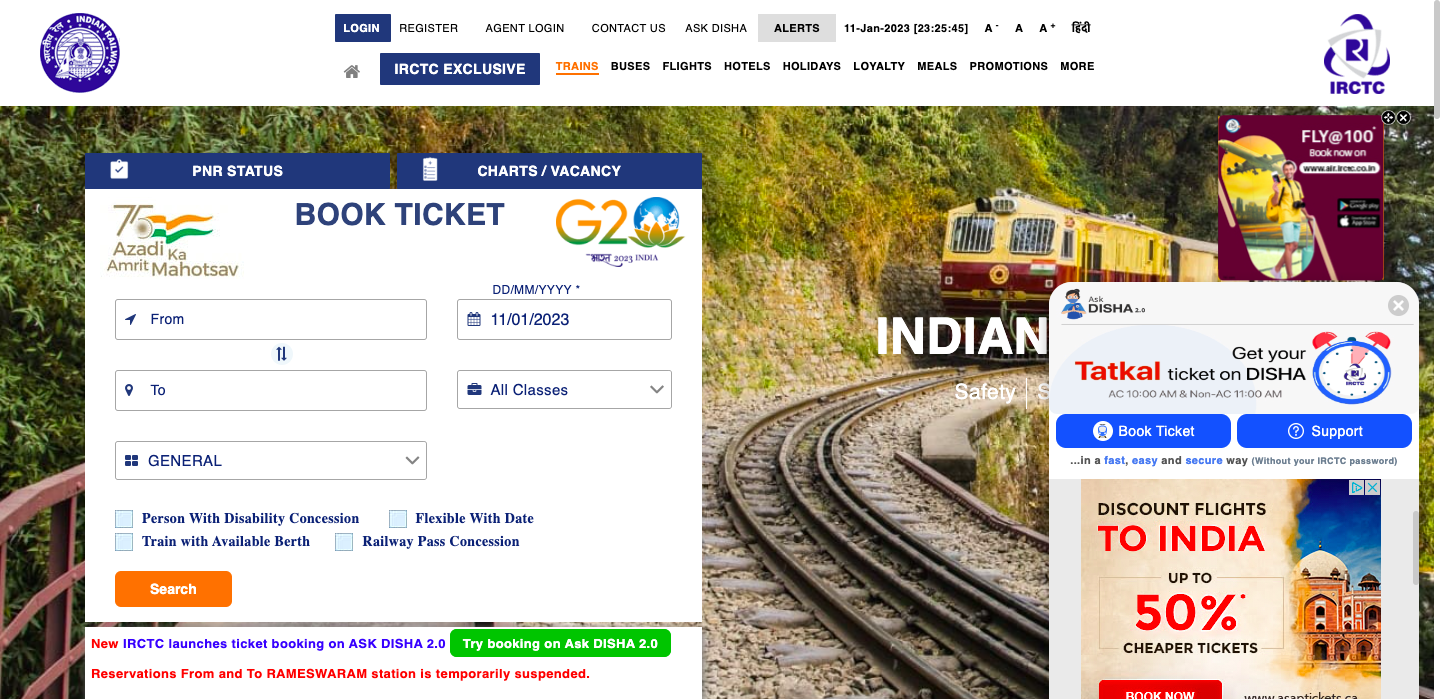 LOGIN REGISTER AGENT LOGIN CONTACT US ASK DISHA ALERTS 11-Jan-2023 [23:25:45] A - A A + हिंदी
IRCTC EXCLUSIVE TRAINS BUSES FLIGHTS HOTELS HOLIDAYS LOYALTY MEALS PROMOTIONS MORE
INDIAN RAILWAYS
भारतीय रेल
IRCTC
PNR STATUS
CHARTS / VACANCY
75
Azadi Ka
Amrit Mahotsav
BOOK TICKET
G20
भारत 2023 INDIA
DD/MM/YYYY *
From
11/01/2023
To
All Classes
GENERAL
Person With Disability Concession
Flexible With Date
Train with Available Berth
Railway Pass Concession
Search
New IRCTC launches ticket booking on ASK DISHA 2.0 Try booking on Ask DISHA 2.0
Reservations From and To RAMESWARAM station is temporarily suspended.
INDIAN
Safety | S
FLY@100*
Book now on
www.air.irctc.co.in
Google play
App Store
Ask
DISHA 2.0
Get your
Tatkal ticket on DISHA
AC 10:00 AM & Non-AC 11:00 AM
IRCTC
Book Ticket
Support
...in a fast, easy and secure way (Without your IRCTC password)
DISCOUNT FLIGHTS
TO INDIA
UP TO
50%*
CHEAPER TICKETS
BOOK NOW
www.asaptickets.ca